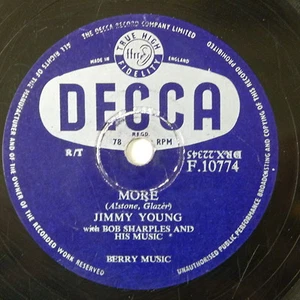 THE DECCA RECORD COMPANY LIMITED
ALL RIGHTS OF THE MANUFACTURER AND OF THE OWNER OF THE RECORDED WORK RESERVED
UNAUTHORISED PUBLIC PERFORMANCE BROADCASTING AND COPYING OF THIS RECORD PROHIBITED
TRUE HIGH
ffrr
FIDELITY
MADE IN
ENGLAND
DECCA
REGD.
R/T
78 RPM
DRX.22345
F.10774
MORE
(Alstone, Glazer)
JIMMY YOUNG
with BOB SHARPLES AND
HIS MUSIC
BERRY MUSIC